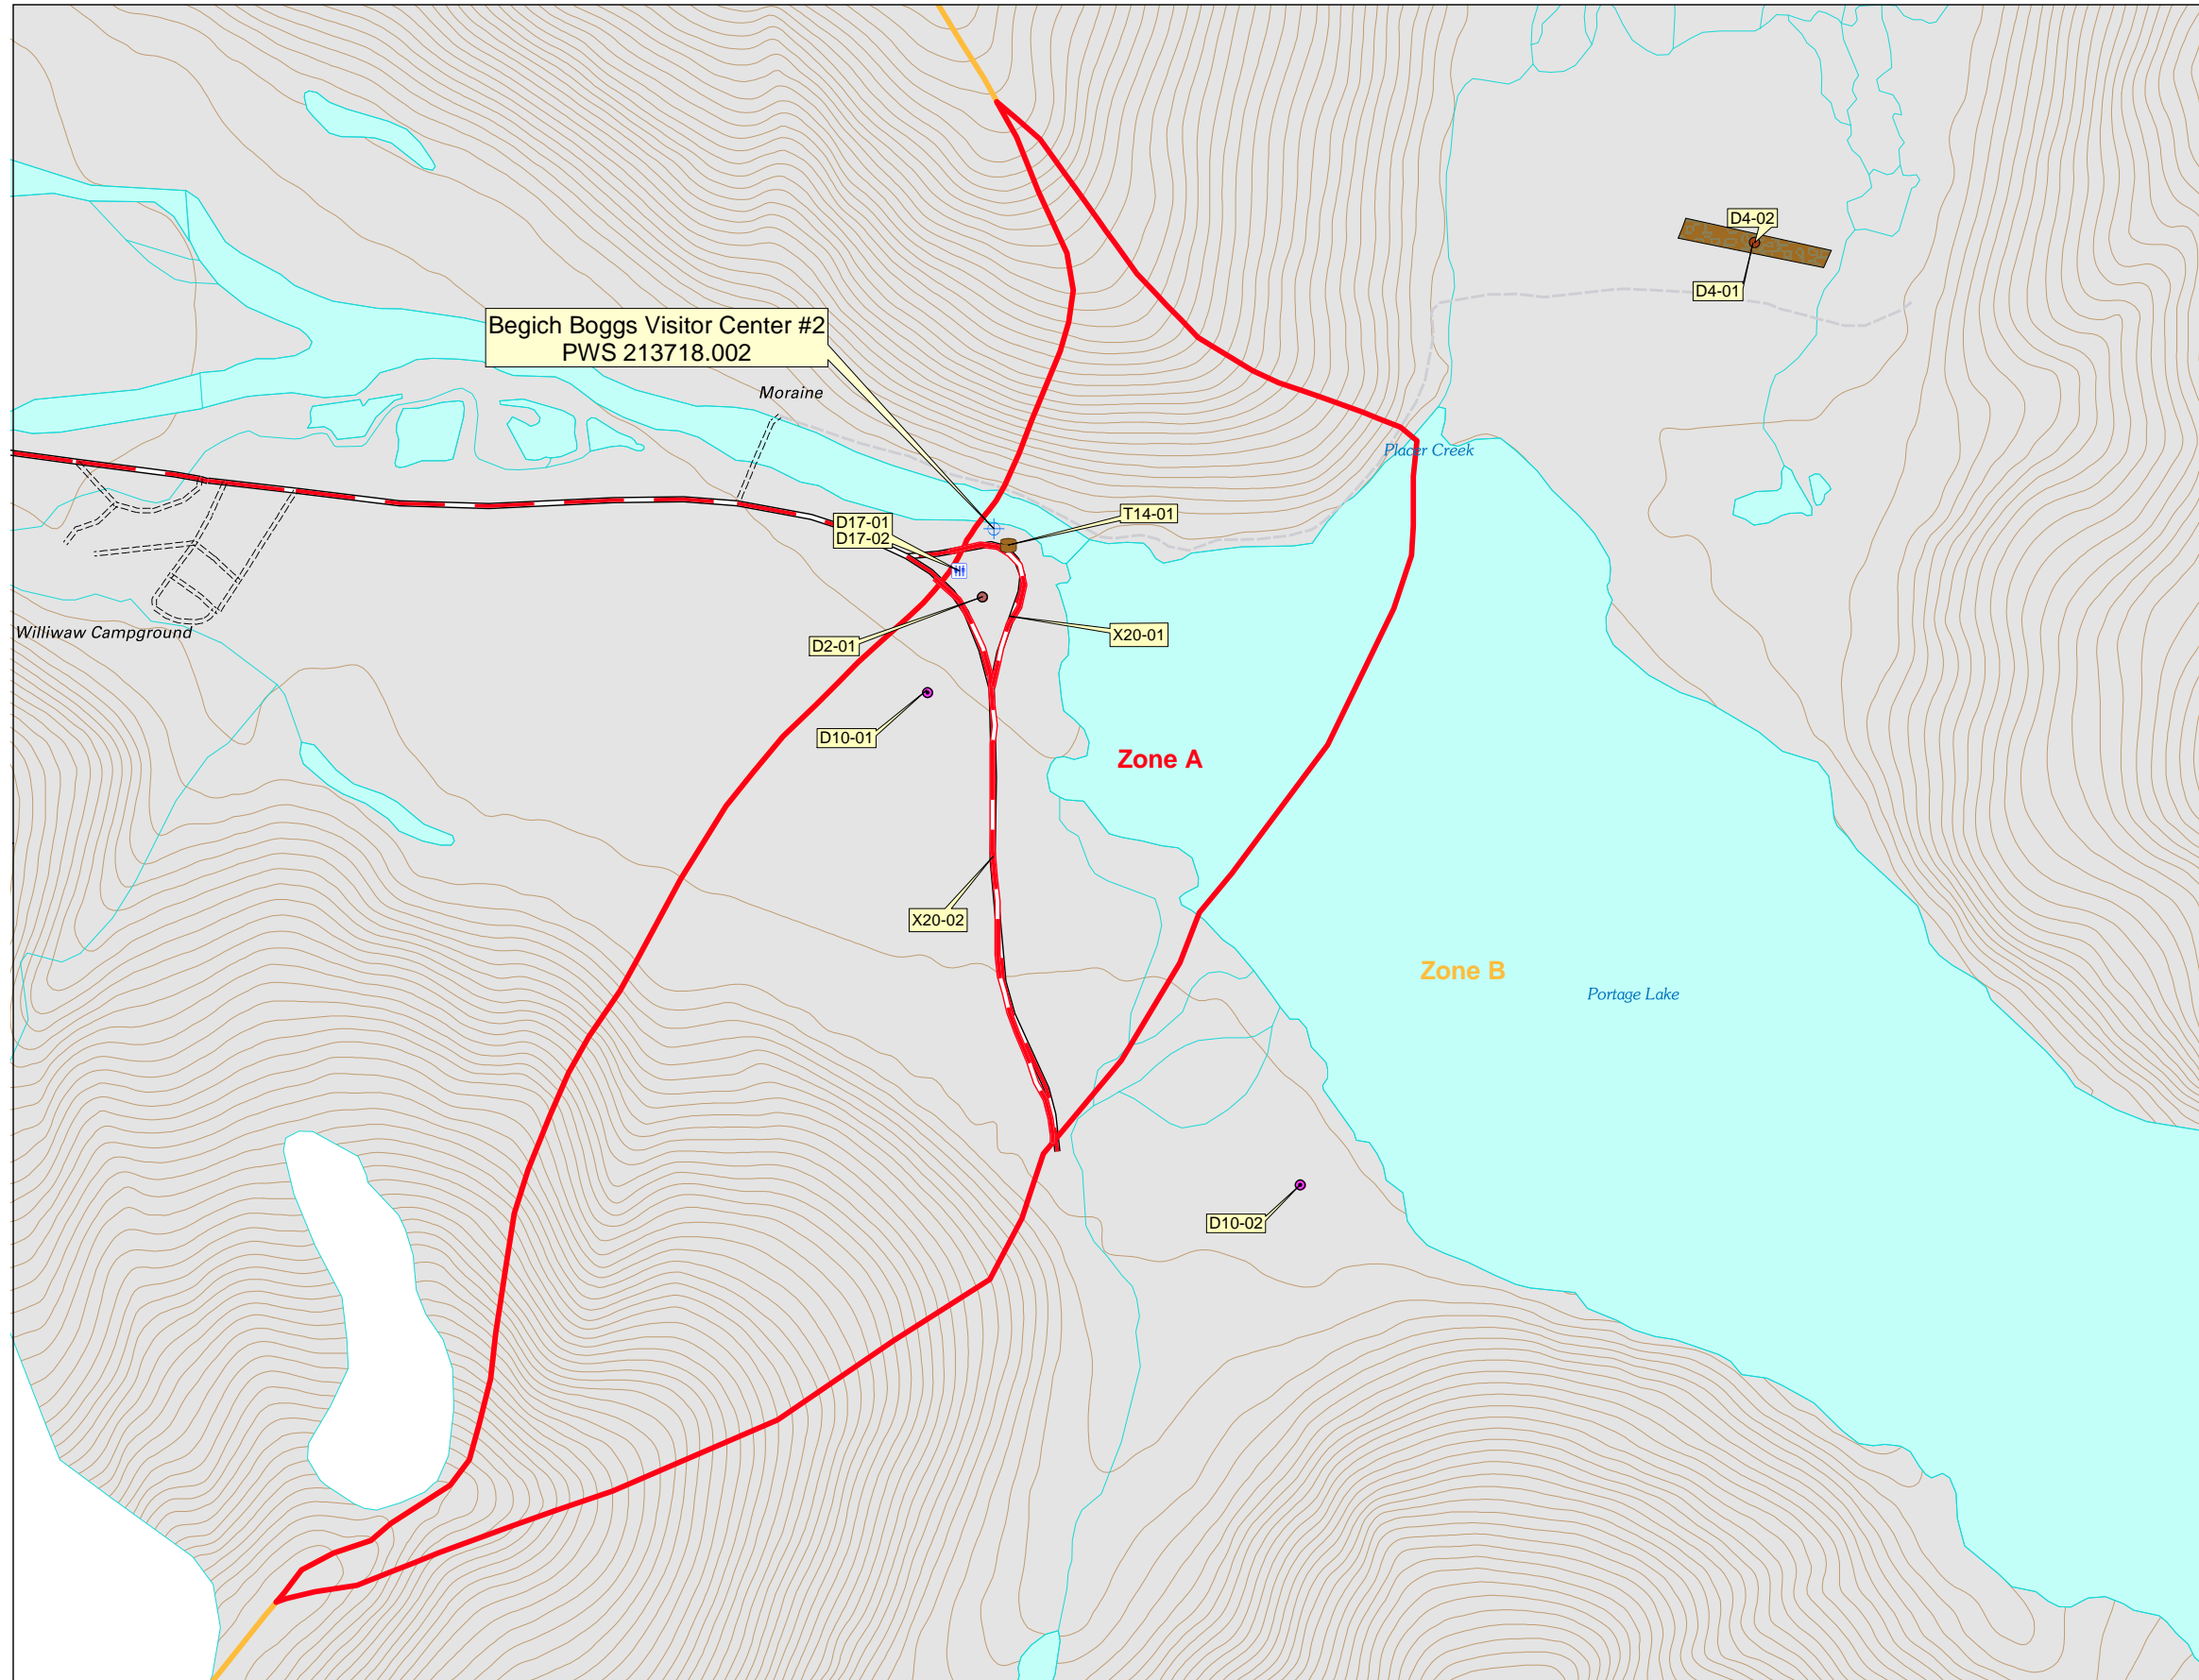 D4-02
D4-01
Begich Boggs Visitor Center #2
PWS 213718.002
Moraine
Placer Creek
T14-01
D17-01
D17-02
Williwaw Campground
X20-01
D2-01
D10-01
Zone A
X20-02
Zone B
Portage Lake
D10-02